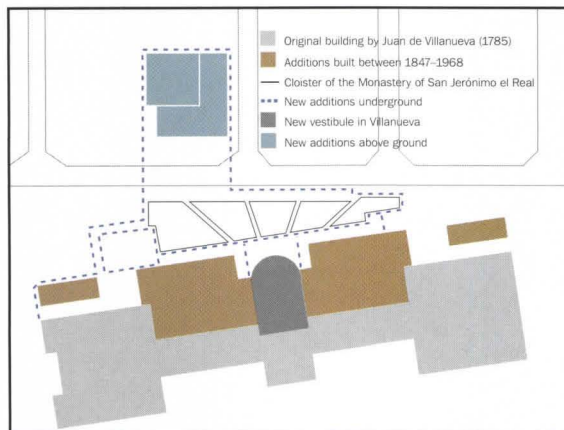 Original building by Juan de Villanueva (1785)
Additions built between 1847–1968
Cloister of the Monastery of San Jerónimo el Real
New additions underground
New vestibule in Villanueva
New additions above ground